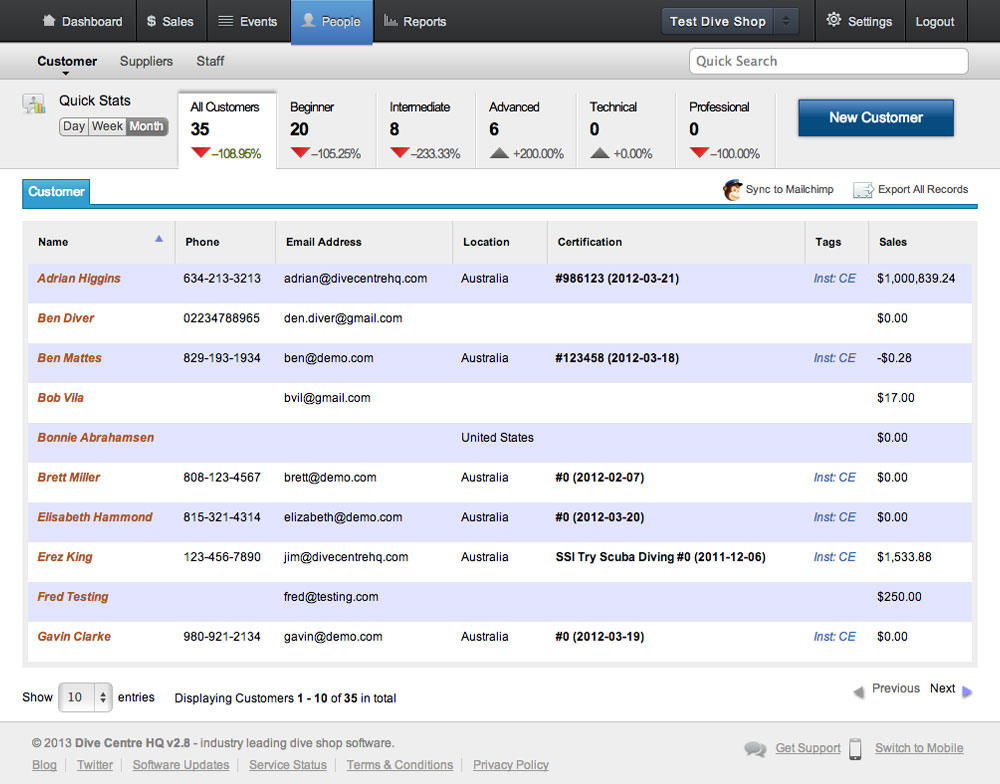 Dashboard $ Sales Events People Reports Test Dive Shop Settings Logout
Customer Suppliers Staff Quick Search
Quick Stats
Day Week Month
All Customers Beginner Intermediate Advanced Technical Professional
35 20 8 6 0 0
–108.95% –105.25% –233.33% +200.00% +0.00% –100.00%
New Customer
Customer Sync to Mailchimp Export All Records
Name Phone Email Address Location Certification Tags Sales
Adrian Higgins 634-213-3213 adrian@divecentrehq.com Australia #986123 (2012-03-21) Inst: CE $1,000,839.24
Ben Diver 02234788965 den.diver@gmail.com $0.00
Ben Mattes 829-193-1934 ben@demo.com Australia #123458 (2012-03-18) Inst: CE -$0.28
Bob Vila bvil@gmail.com $17.00
Bonnie Abrahamsen United States $0.00
Brett Miller 808-123-4567 brett@demo.com Australia #0 (2012-02-07) Inst: CE $0.00
Elisabeth Hammond 815-321-4314 elizabeth@demo.com Australia #0 (2012-03-20) Inst: CE $0.00
Erez King 123-456-7890 jim@divecentrehq.com Australia SSI Try Scuba Diving #0 (2011-12-06) Inst: CE $1,533.88
Fred Testing fred@testing.com $250.00
Gavin Clarke 980-921-2134 gavin@demo.com Australia #0 (2012-03-19) Inst: CE $0.00
Show 10 entries Displaying Customers 1 - 10 of 35 in total Previous Next
© 2013 Dive Centre HQ v2.8 - industry leading dive shop software.
Get Support Switch to Mobile
Blog Twitter Software Updates Service Status Terms & Conditions Privacy Policy